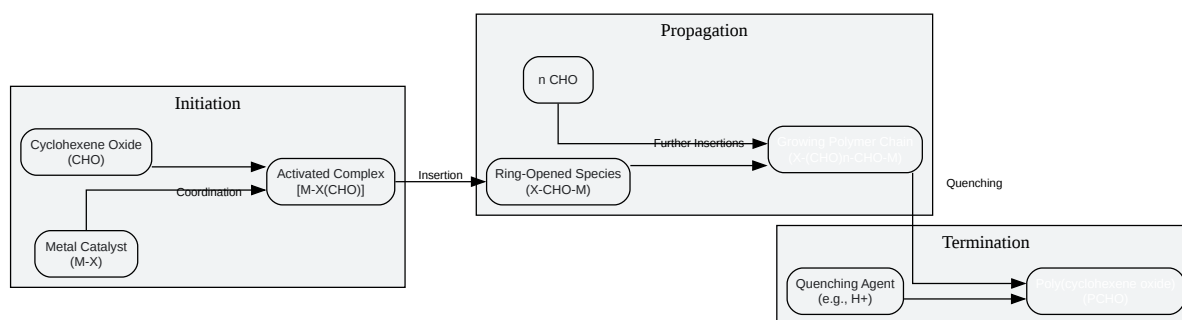 Initiation
Cyclohexene Oxide
(CHO)
Coordination
Metal Catalyst
(M-X)
Activated Complex
[M-X(CHO)]
Insertion
Propagation
n CHO
Further Insertions
Ring-Opened Species
(X-CHO-M)
Growing Polymer Chain
(X-(CHO)n-CHO-M)
Quenching
Termination
Quenching Agent
(e.g., H+)
Poly(cyclohexene oxide)
(PCHO)